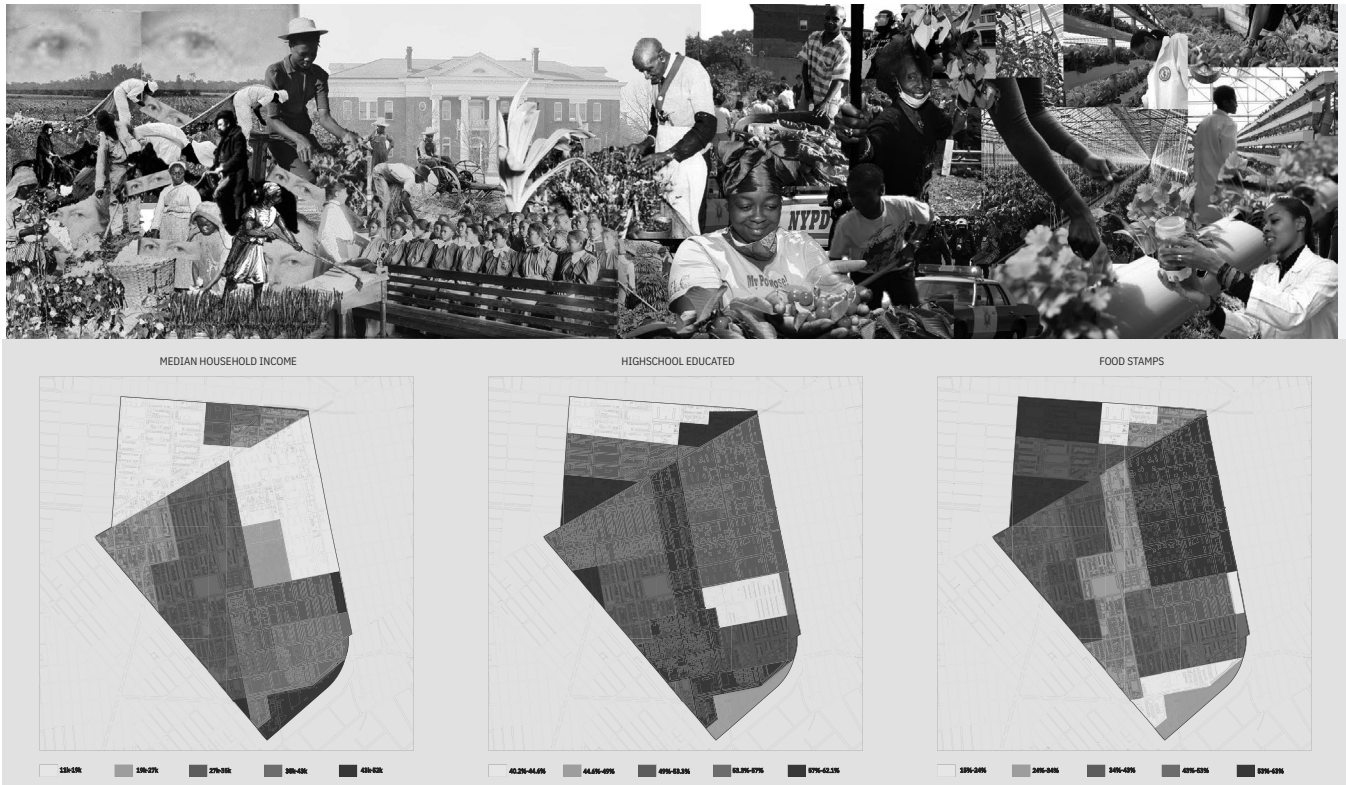 NYPD
MEDIAN HOUSEHOLD INCOME
HIGHSCHOOL EDUCATED
FOOD STAMPS
11k-19k 19k-27k 27k-35k 35k-43k 43k-52k
40.2%-44.6% 44.6%-49% 49%-53.3% 53.3%-57% 57%-62.1%
15%-24% 24%-34% 34%-43% 43%-53% 53%-63%